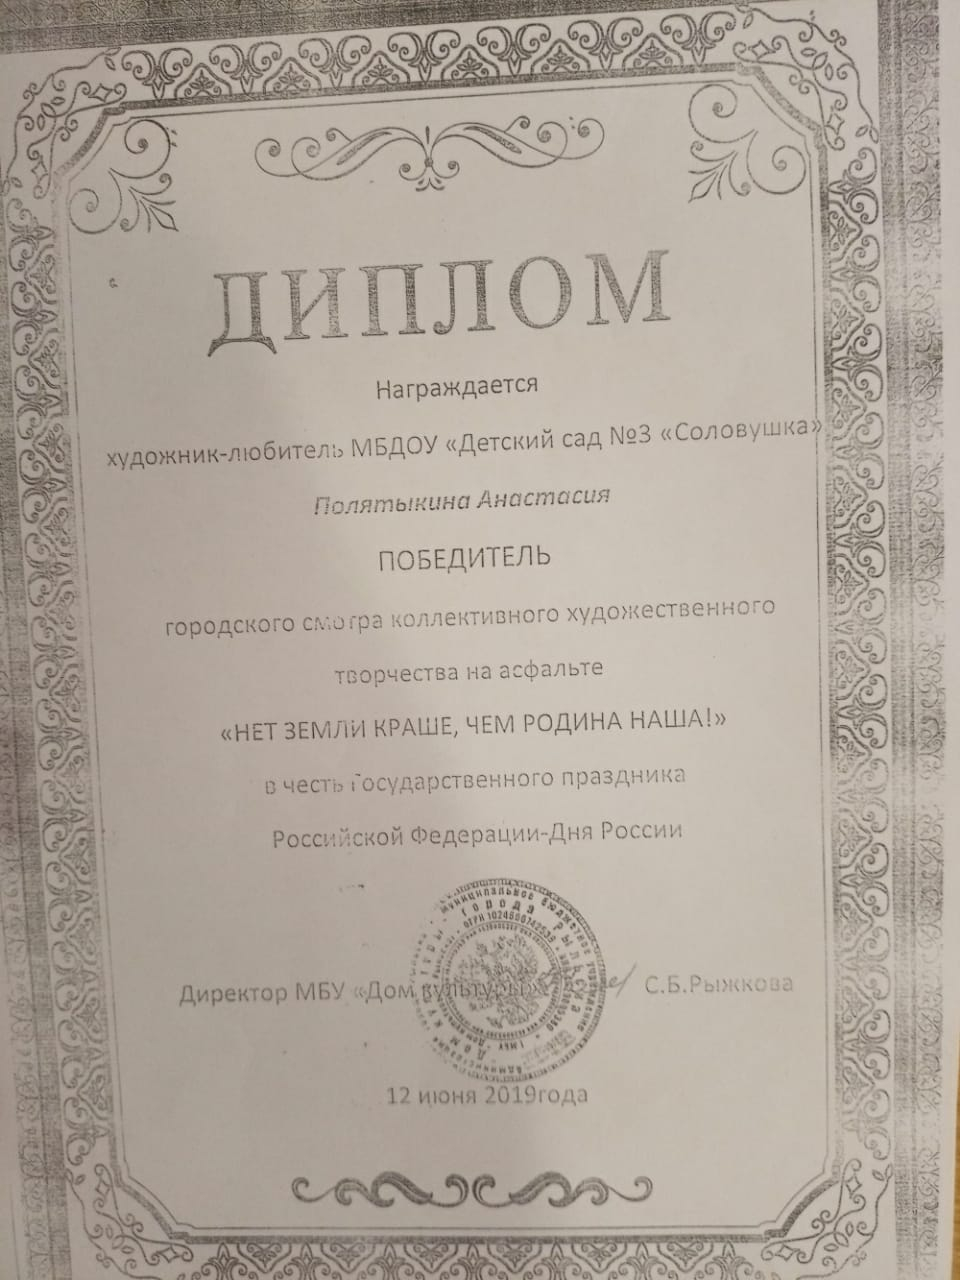 ДИПЛОМ
Награждается
художник-любитель МБДОУ «Детский сад №3 «Соловушка»
Полятыкина Анастасия
ПОБЕДИТЕЛЬ
городского смотра коллективного художественного
творчества на асфальте
«НЕТ ЗЕМЛИ КРАШЕ, ЧЕМ РОДИНА НАША!»
в честь Государственного праздника
Российской Федерации-Дня России
Директор МБУ «Дом культуры» С.Б.Рыжкова
12 июня 2019года